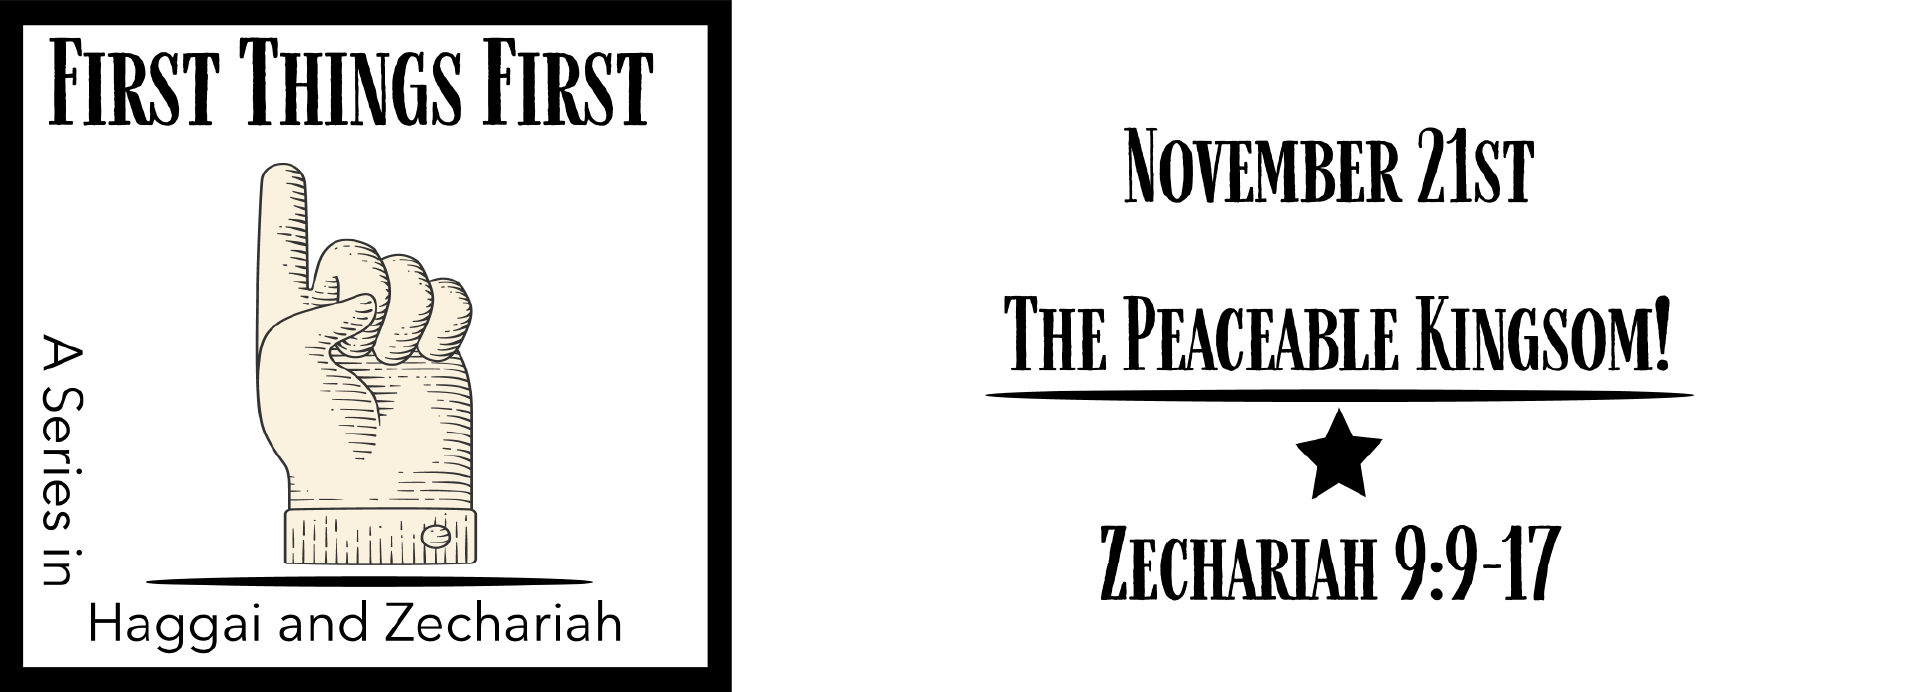 First Things First
A Series in
Haggai and Zechariah
November 21st
The Peaceable Kingsom!
Zechariah 9:9-17